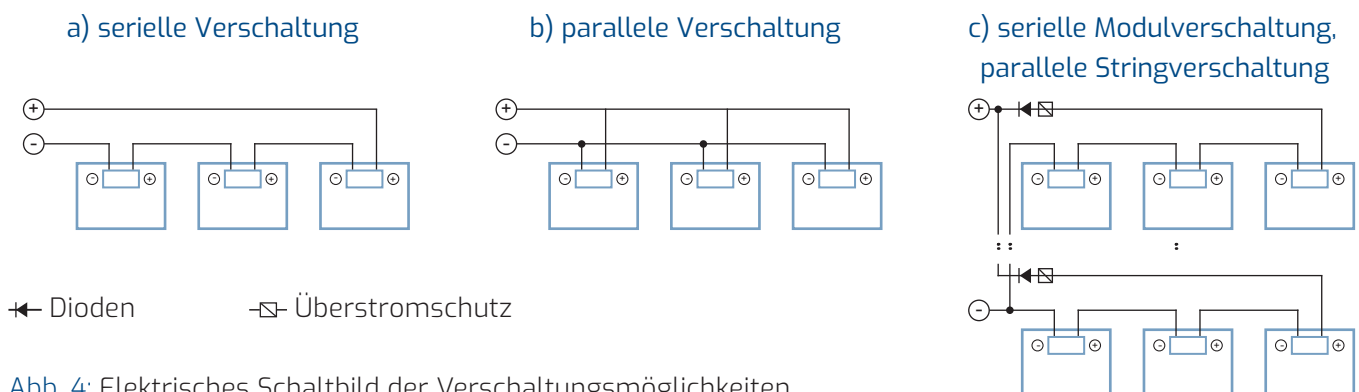 a) serielle Verschaltung
b) parallele Verschaltung
c) serielle Modulverschaltung,
parallele Stringverschaltung
+
-
- +
- +
- +
+
-
- +
- +
- +
+
- +
- +
- +
-
- +
- +
- +
Dioden
Überstromschutz
Abb. 4: Elektrisches Schaltbild der Verschaltungsmöglichkeiten